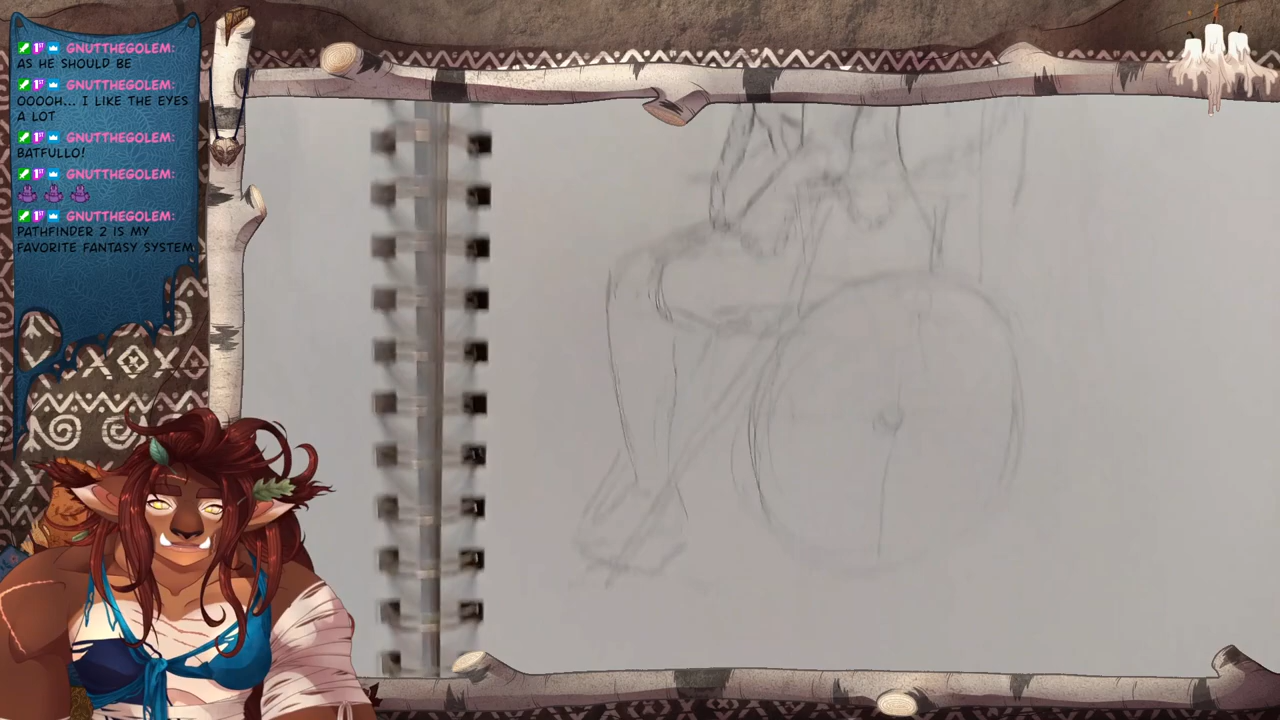 GNUTTHEGOLEM:
AS HE SHOULD BE
GNUTTHEGOLEM:
OOOOH... I LIKE THE EYES
A LOT
GNUTTHEGOLEM:
BATFULLO!
GNUTTHEGOLEM:
GNUTTHEGOLEM:
PATHFINDER 2 IS MY
FAVORITE FANTASY SYSTEM